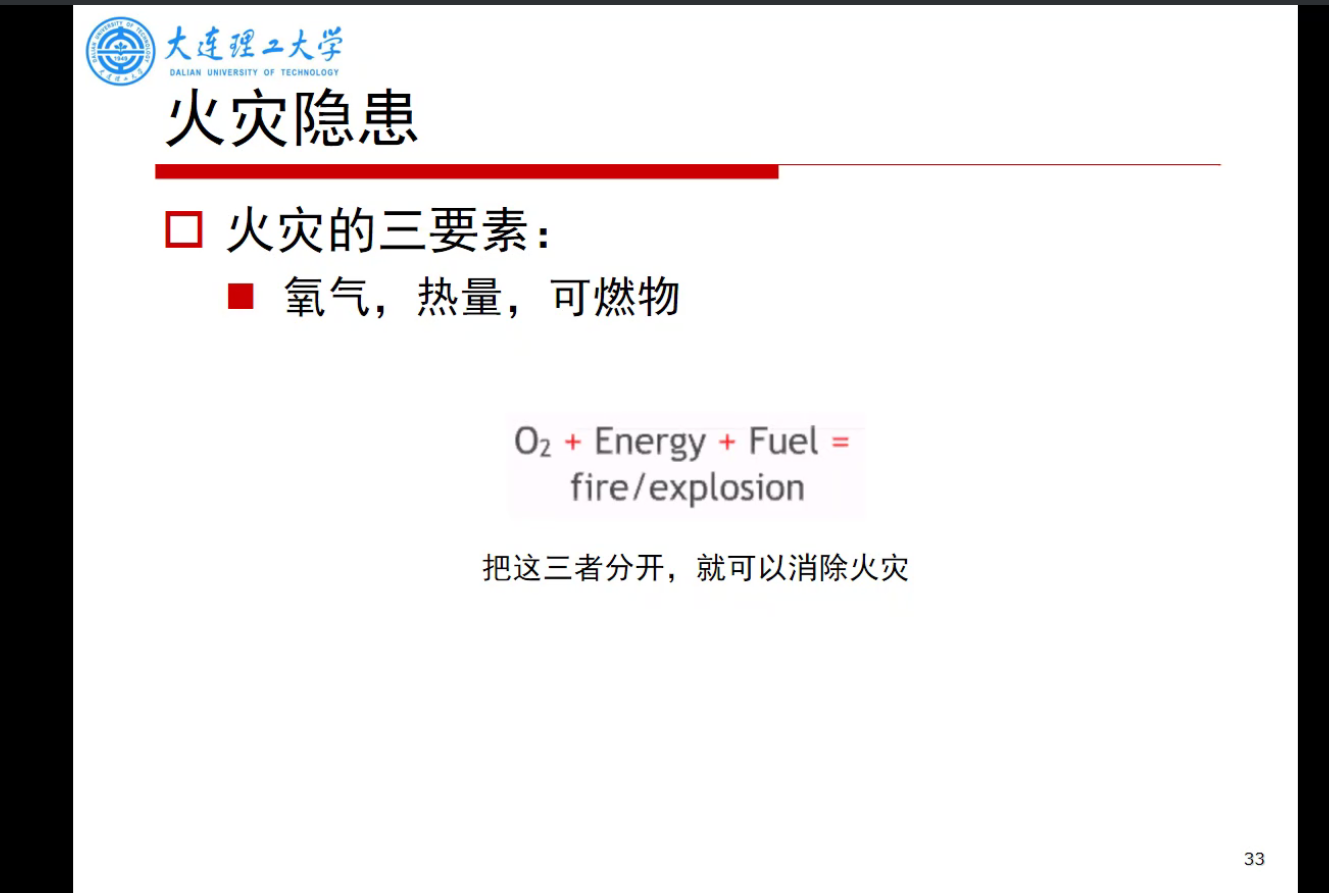 大连理工大学
DALIAN UNIVERSITY OF TECHNOLOGY
火灾隐患
火灾的三要素：
氧气，热量，可燃物
O₂ + Energy + Fuel =
fire/explosion
把这三者分开，就可以消除火灾
33